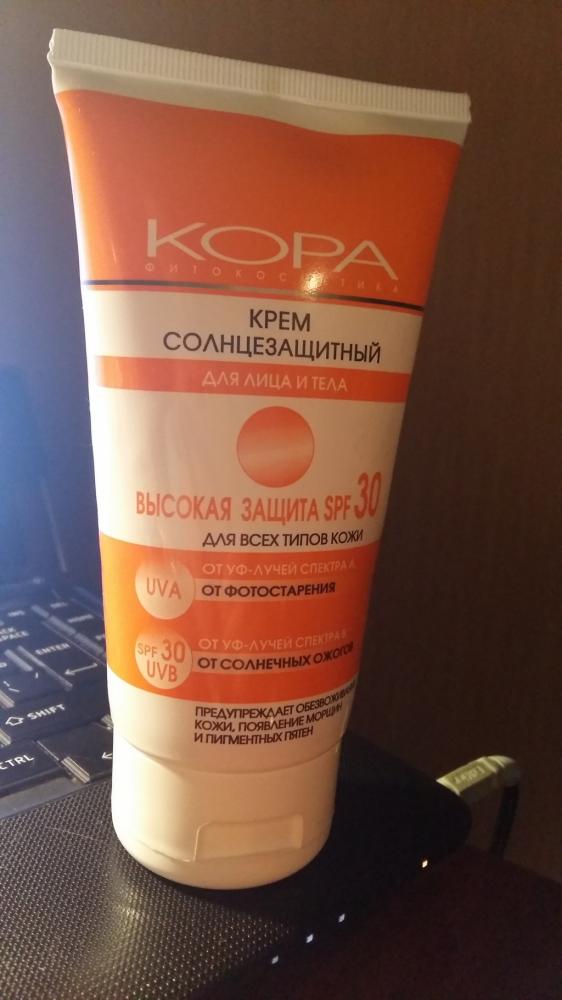 КОРА
ФИТОКОСМЕТИКА
КРЕМ
СОЛНЦЕЗАЩИТНЫЙ
ДЛЯ ЛИЦА И ТЕЛА
ВЫСОКАЯ ЗАЩИТА SPF 30
ДЛЯ ВСЕХ ТИПОВ КОЖИ
UVA
ОТ УФ-ЛУЧЕЙ СПЕКТРА А,
ОТ ФОТОСТАРЕНИЯ
SPF 30
UVB
ОТ УФ-ЛУЧЕЙ СПЕКТРА В,
ОТ СОЛНЕЧНЫХ ОЖОГОВ
ПРЕДУПРЕЖДАЕТ ОБЕЗВОЖИВАНИЕ
КОЖИ, ПОЯВЛЕНИЕ МОРЩИН
И ПИГМЕНТНЫХ ПЯТЕН
ENTER
SHIFT
CTRL